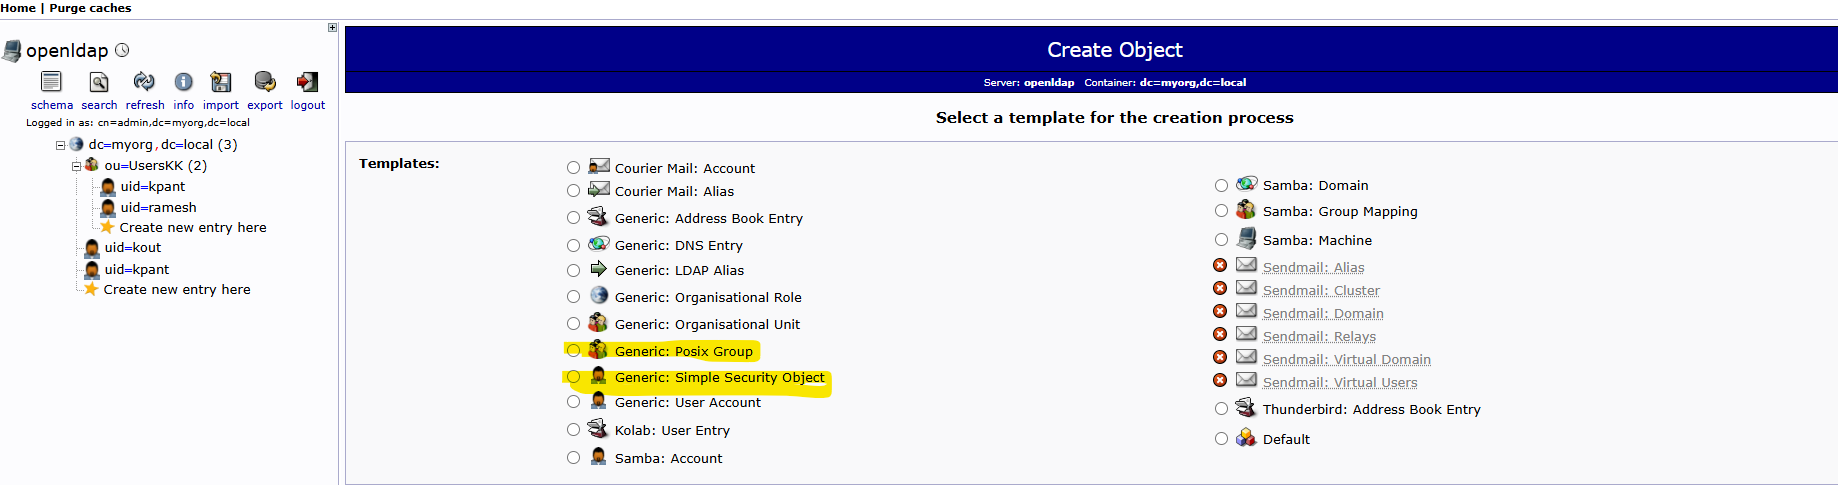 Home | Purge caches
openldap
schema search refresh info import export logout
Logged in as: cn=admin,dc=myorg,dc=local
dc=myorg,dc=local (3)
ou=UsersKK (2)
uid=kpant
uid=ramesh
Create new entry here
uid=kout
uid=kpant
Create new entry here
Create Object
Server: openldap Container: dc=myorg,dc=local
Select a template for the creation process
Templates:
Courier Mail: Account
Courier Mail: Alias
Generic: Address Book Entry
Generic: DNS Entry
Generic: LDAP Alias
Generic: Organisational Role
Generic: Organisational Unit
Generic: Posix Group
Generic: Simple Security Object
Generic: User Account
Kolab: User Entry
Samba: Account
Samba: Domain
Samba: Group Mapping
Samba: Machine
Sendmail: Alias
Sendmail: Cluster
Sendmail: Domain
Sendmail: Relays
Sendmail: Virtual Domain
Sendmail: Virtual Users
Thunderbird: Address Book Entry
Default